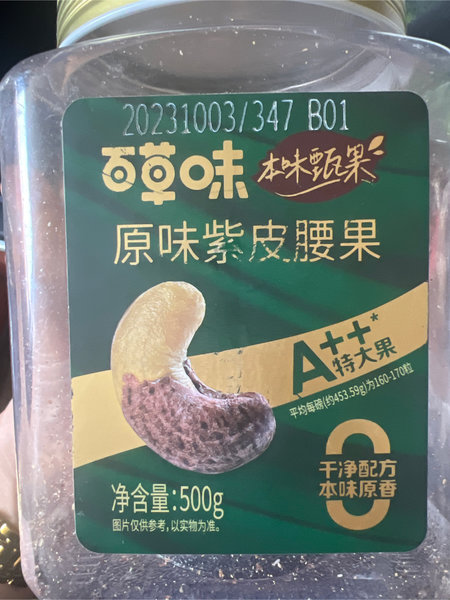 20231003/347 B01
百草味 本味甄果
原味紫皮腰果
A++*
特大果
平均每磅(约453.59g)为160-170粒
0
干净配方
本味原香
净含量:500g
图片仅供参考,以实物为准。